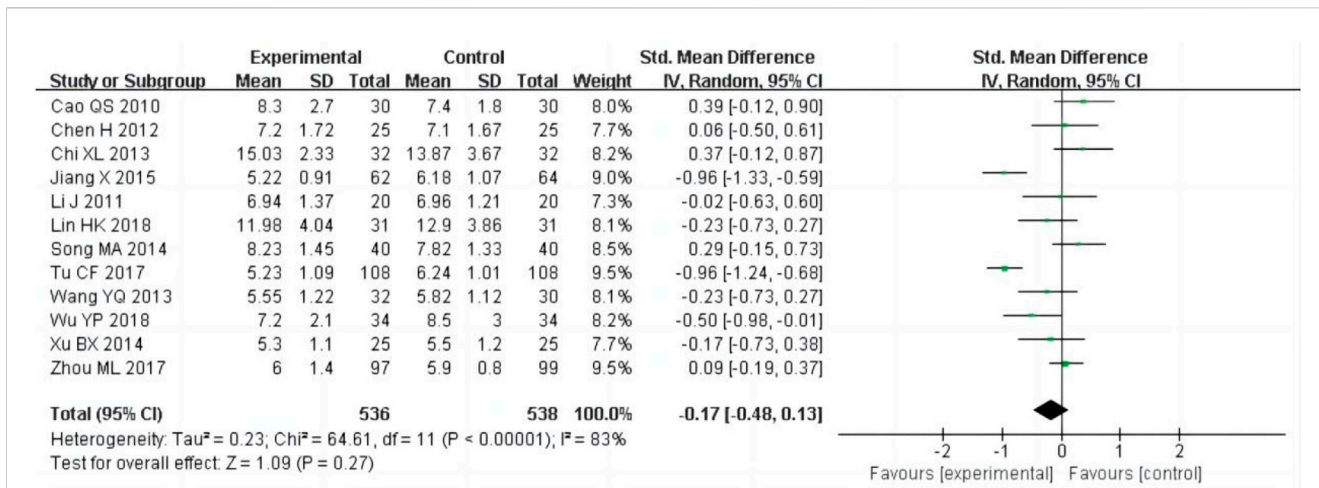 Experimental Control Std. Mean Difference Std. Mean Difference
Study or Subgroup Mean SD Total Mean SD Total Weight IV, Random, 95% CI IV, Random, 95% CI
Cao QS 2010 8.3 2.7 30 7.4 1.8 30 8.0% 0.39 [-0.12, 0.90]
Chen H 2012 7.2 1.72 25 7.1 1.67 25 7.7% 0.06 [-0.50, 0.61]
Chi XL 2013 15.03 2.33 32 13.87 3.67 32 8.2% 0.37 [-0.12, 0.87]
Jiang X 2015 5.22 0.91 62 6.18 1.07 64 9.0% -0.96 [-1.33, -0.59]
Li J 2011 6.94 1.37 20 6.96 1.21 20 7.3% -0.02 [-0.63, 0.60]
Lin HK 2018 11.98 4.04 31 12.9 3.86 31 8.1% -0.23 [-0.73, 0.27]
Song MA 2014 8.23 1.45 40 7.82 1.33 40 8.5% 0.29 [-0.15, 0.73]
Tu CF 2017 5.23 1.09 108 6.24 1.01 108 9.5% -0.96 [-1.24, -0.68]
Wang YQ 2013 5.55 1.22 32 5.82 1.12 30 8.1% -0.23 [-0.73, 0.27]
Wu YP 2018 7.2 2.1 34 8.5 3 34 8.2% -0.50 [-0.98, -0.01]
Xu BX 2014 5.3 1.1 25 5.5 1.2 25 7.7% -0.17 [-0.73, 0.38]
Zhou ML 2017 6 1.4 97 5.9 0.8 99 9.5% 0.09 [-0.19, 0.37]
Total (95% CI) 536 538 100.0% -0.17 [-0.48, 0.13]
Heterogeneity: Tau² = 0.23; Chi² = 64.61, df = 11 (P < 0.00001); I² = 83%
Test for overall effect: Z = 1.09 (P = 0.27)
-2 -1 0 1 2
Favours [experimental] Favours [control]